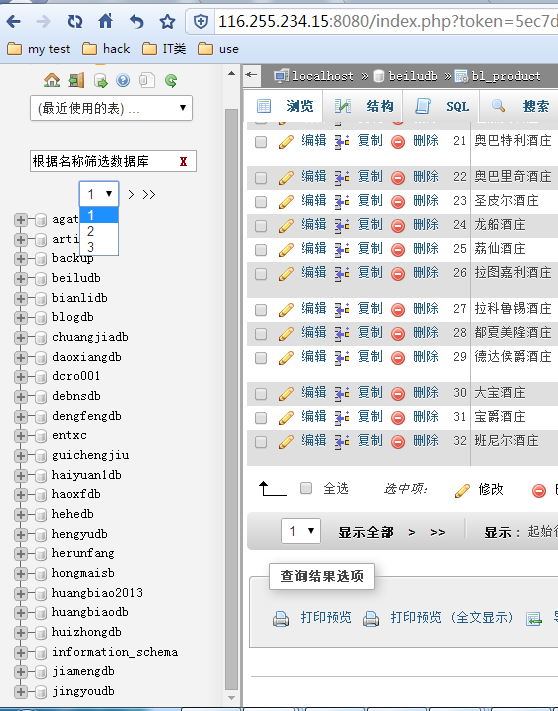 116.255.234.15:8080/index.php?token=5ec7d
my test
hack
IT类
use
(最近使用的表) ...
localhost » beiludb » bl_product
浏览
结构
SQL
搜索
根据名称筛选数据库 X
1 > >>
1
2
3
backup
beiludb
bianlidb
blogdb
chuangjiadb
daoxiangdb
dcro001
debnsdb
dengfengdb
entxc
guichengjiu
haiyuan1db
haoxfdb
hehedb
hengyudb
herunfang
hongmaisb
huangbiao2013
huangbiaodb
huizhongdb
information_schema
jiamengdb
jingyoudb
编辑 复制 删除 21 奥巴特利酒庄
编辑 复制 删除 22 奥巴里奇酒庄
编辑 复制 删除 23 圣皮尔酒庄
编辑 复制 删除 24 龙船酒庄
编辑 复制 删除 25 荔仙酒庄
编辑 复制 删除 26 拉图嘉利酒庄
编辑 复制 删除 27 拉科鲁锡酒庄
编辑 复制 删除 28 都夏美隆酒庄
编辑 复制 删除 29 德达侯爵酒庄
编辑 复制 删除 30 大宝酒庄
编辑 复制 删除 31 宝爵酒庄
编辑 复制 删除 32 班尼尔酒庄
全选 选中项: 修改
1 显示全部 > >> 显示 : 起始
查询结果选项
打印预览 打印预览 (全文显示)